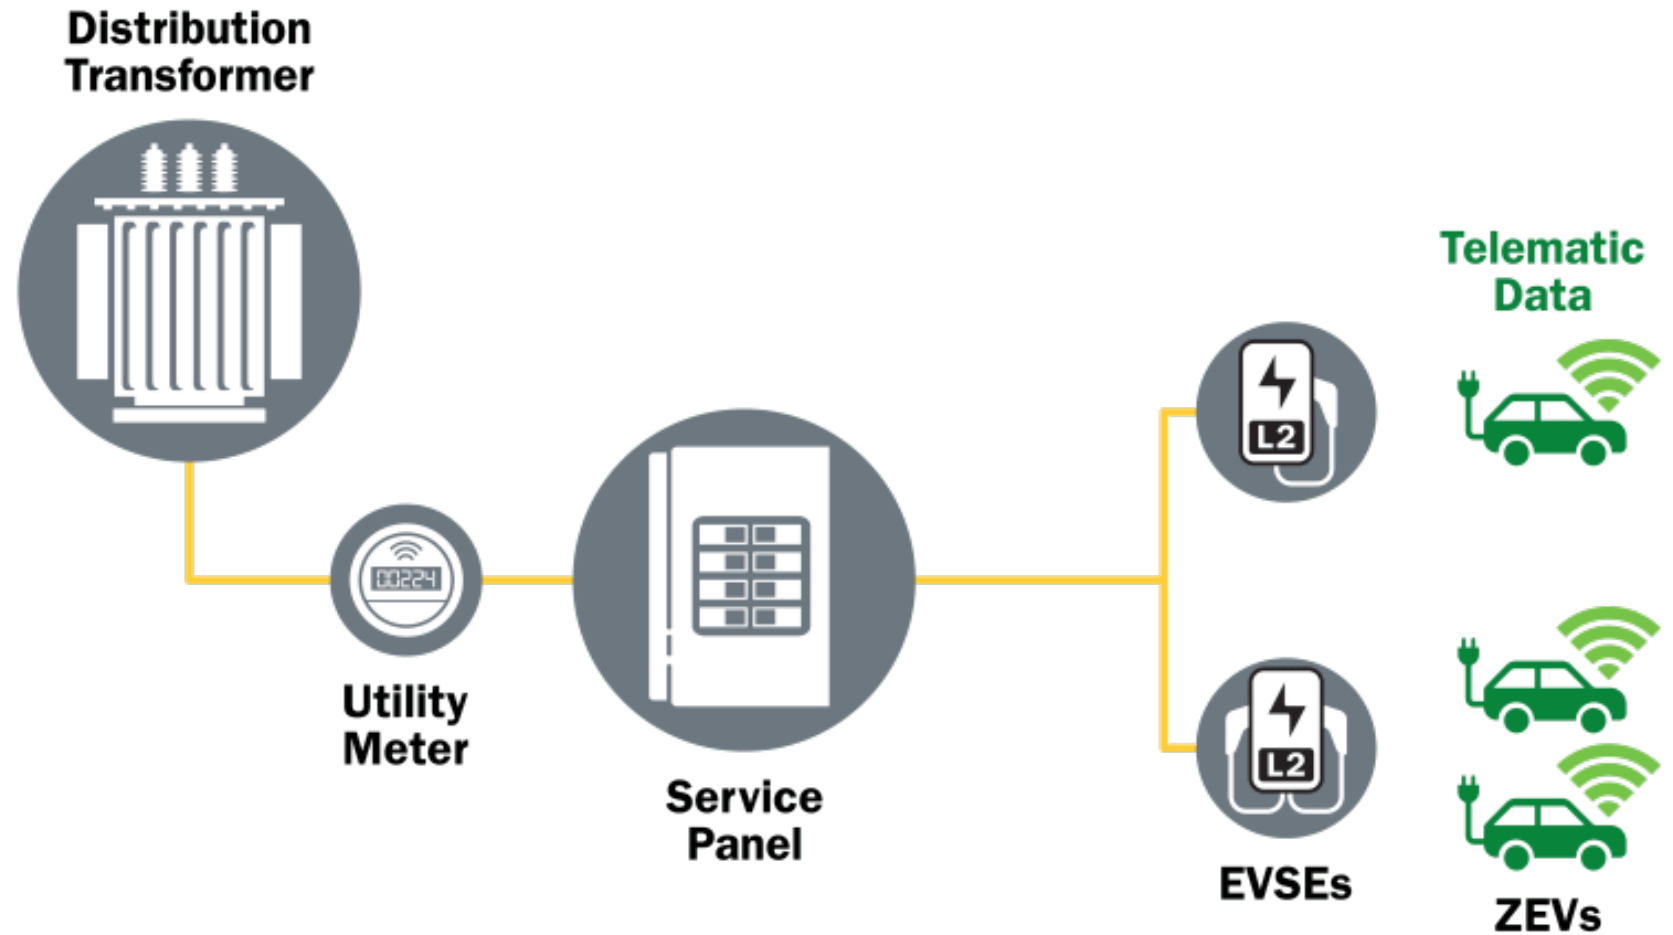 Distribution
Transformer
Telematic
Data
L2
00224
Utility
Meter
Service
Panel
L2
EVSEs
ZEVs